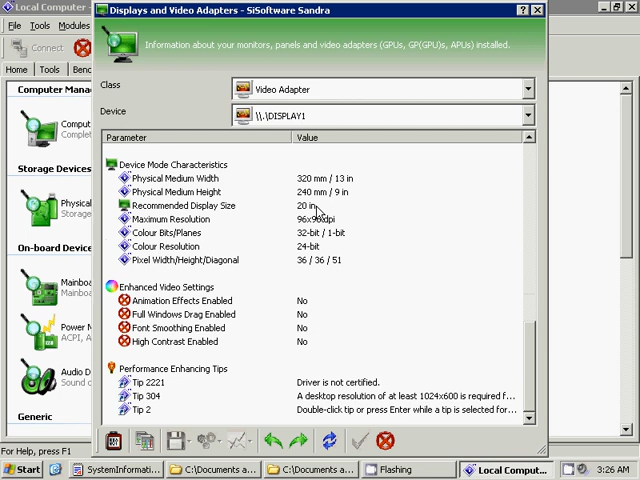 Local Computer -
Displays and Video Adapters - SiSoftware Sandra
File Tools Modules
Information about your monitors, panels and video adapters (GPUs, GP(GPU)s, APUs) installed.
Connect
Home Tools Benc
Class Video Adapter
Device \\.\DISPLAY1
Parameter Value
Computer Mana
Comput
Complet
Storage Devices
Physical
On-board Devic
Mainboa
Power M
ACPI, A
Audio D
Generic
Device Mode Characteristics
Physical Medium Width 320 mm / 13 in
Physical Medium Height 240 mm / 9 in
Recommended Display Size 20 in
Maximum Resolution 96x96dpi
Colour Bits/Planes 32-bit / 1-bit
Colour Resolution 24-bit
Pixel Width/Height/Diagonal 36 / 36 / 51
Enhanced Video Settings
Animation Effects Enabled No
Full Windows Drag Enabled No
Font Smoothing Enabled No
High Contrast Enabled No
Performance Enhancing Tips
Tip 2221 Driver is not certified.
Tip 304 A desktop resolution of at least 1024x600 is required f...
Tip 2 Double-click tip or press Enter while a tip is selected for...
For Help, press F1
Start SystemInformati... C:\Documents a... C:\Documents a... Flashing Local Comput... 3:26 AM